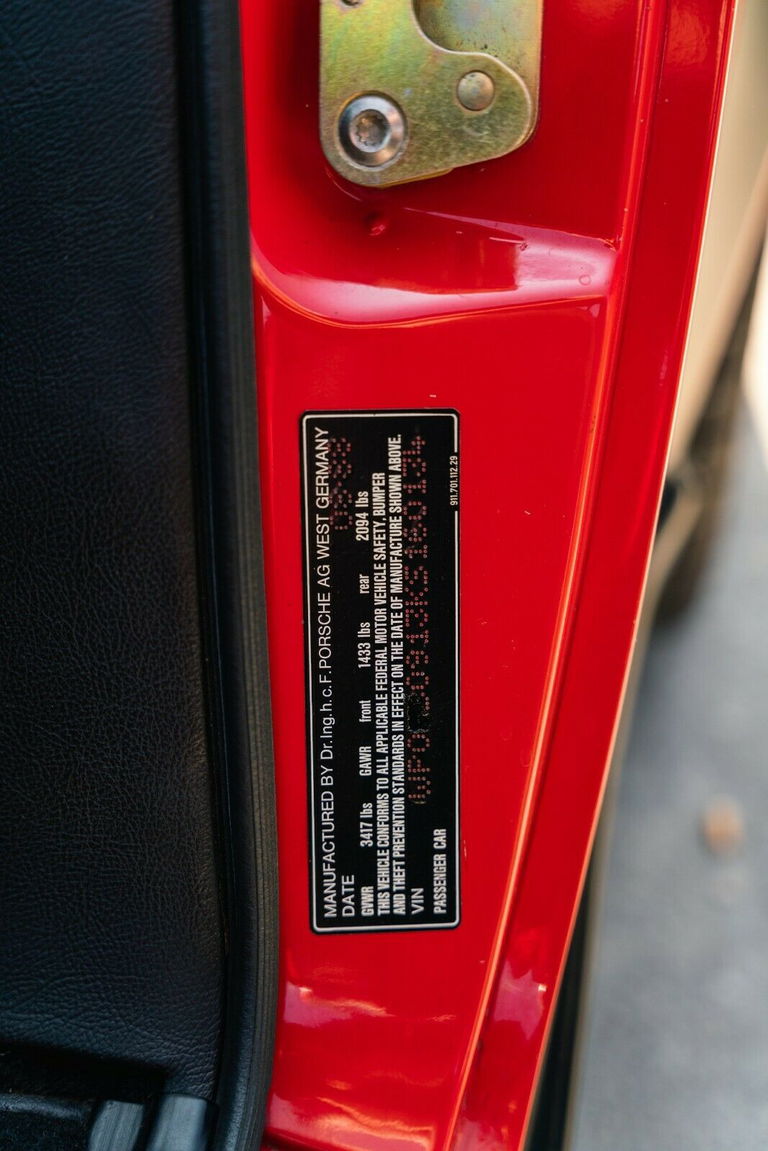 MANUFACTURED BY Dr. Ing. h. c. F. PORSCHE AG WEST GERMANY
DATE
GVWR 3417 lbs GAWR front 1433 lbs rear 2094 lbs
THIS VEHICLE CONFORMS TO ALL APPLICABLE FEDERAL MOTOR VEHICLE SAFETY, BUMPER
AND THEFT PREVENTION STANDARDS IN EFFECT ON THE DATE OF MANUFACTURE SHOWN ABOVE.
VIN
PASSENGER CAR
911.701.112.29